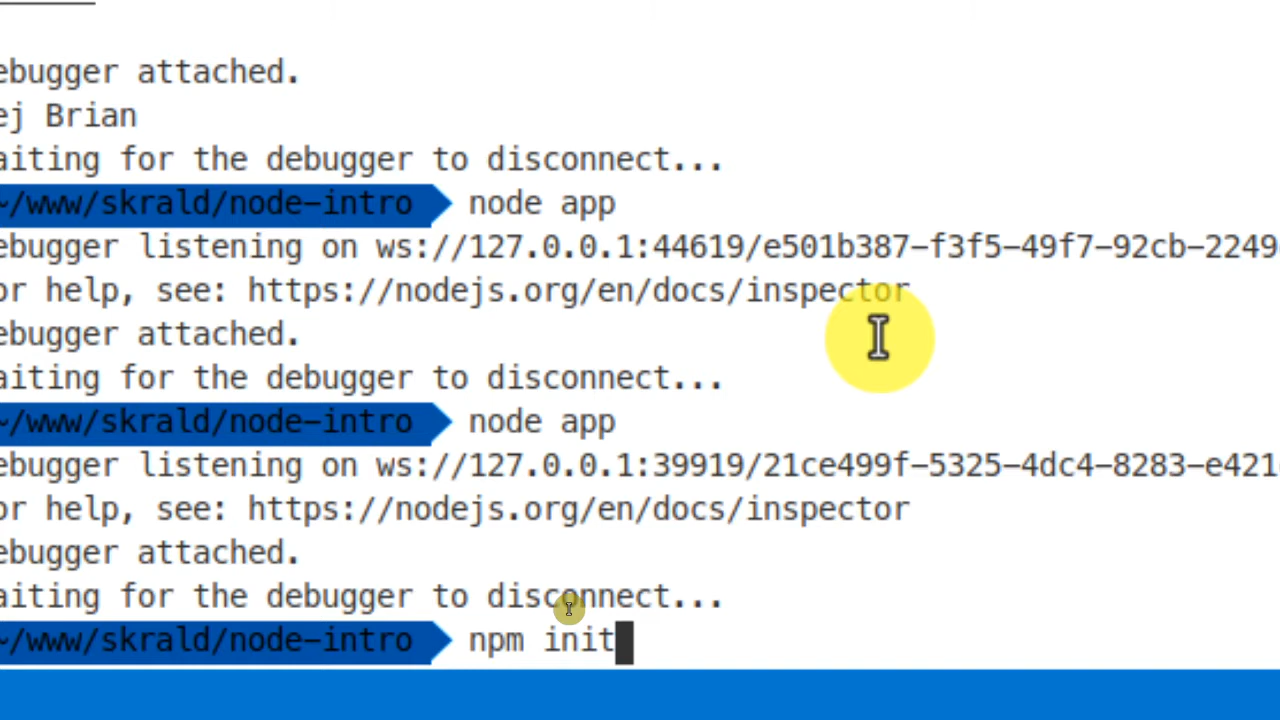 ebugger attached.
ej Brian
aiting for the debugger to disconnect...
~/www/skrald/node-intro node app
ebugger listening on ws://127.0.0.1:44619/e501b387-f3f5-49f7-92cb-2249
or help, see: https://nodejs.org/en/docs/inspector
ebugger attached.
aiting for the debugger to disconnect...
~/www/skrald/node-intro node app
ebugger listening on ws://127.0.0.1:39919/21ce499f-5325-4dc4-8283-e421
or help, see: https://nodejs.org/en/docs/inspector
ebugger attached.
aiting for the debugger to disconnect...
~/www/skrald/node-intro npm init